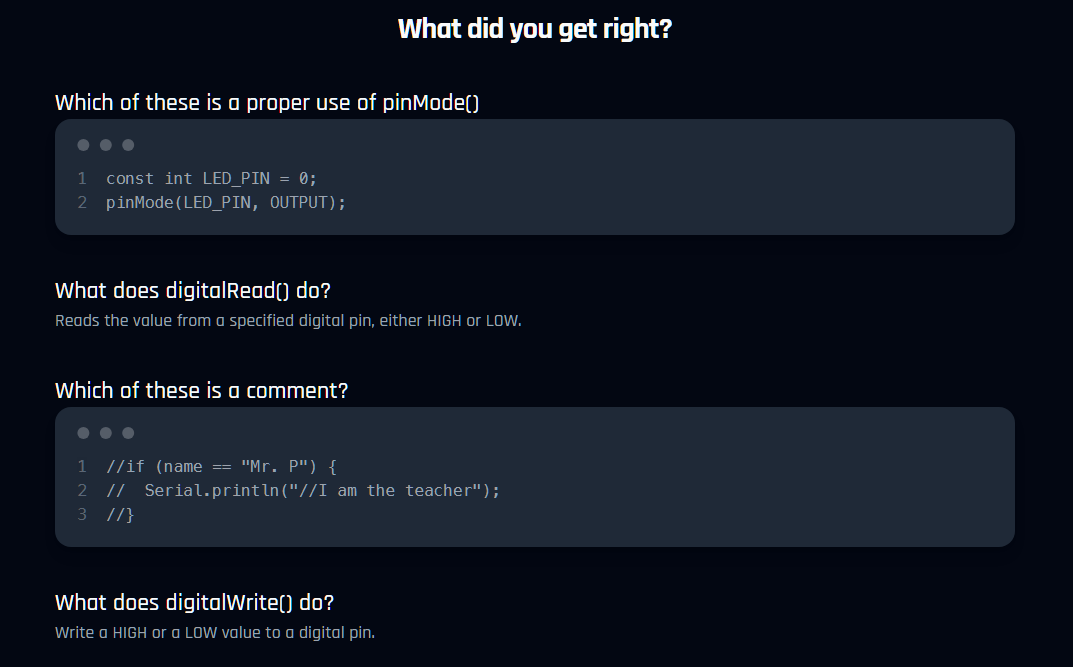 What did you get right?
Which of these is a proper use of pinMode()
1 const int LED_PIN = 0;
2 pinMode(LED_PIN, OUTPUT);
What does digitalRead() do?
Reads the value from a specified digital pin, either HIGH or LOW.
Which of these is a comment?
1 //if (name == "Mr. P") {
2 //  Serial.println("//I am the teacher");
3 //}
What does digitalWrite() do?
Write a HIGH or a LOW value to a digital pin.